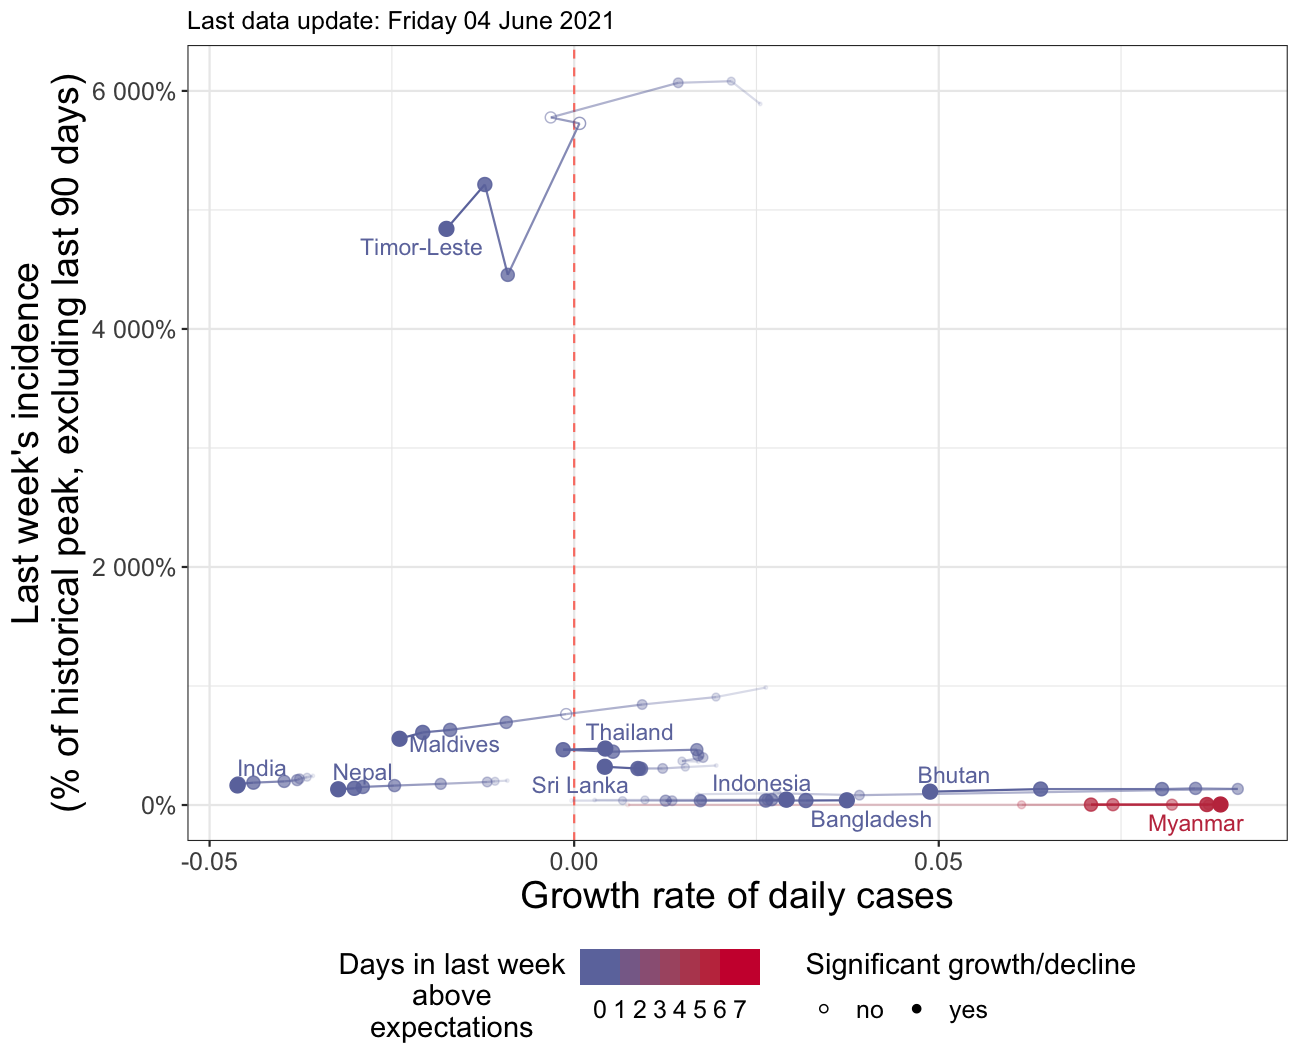 Last data update: Friday 04 June 2021
Last week's incidence
(% of historical peak, excluding last 90 days)
6 000%
4 000%
2 000%
0%
Timor-Leste
Thailand
Maldives
India
Nepal
Sri Lanka
Indonesia
Bhutan
Bangladesh
Myanmar
-0.05
0.00
0.05
Growth rate of daily cases
Days in last week
above
expectations
0 1 2 3 4 5 6 7
Significant growth/decline
no
yes